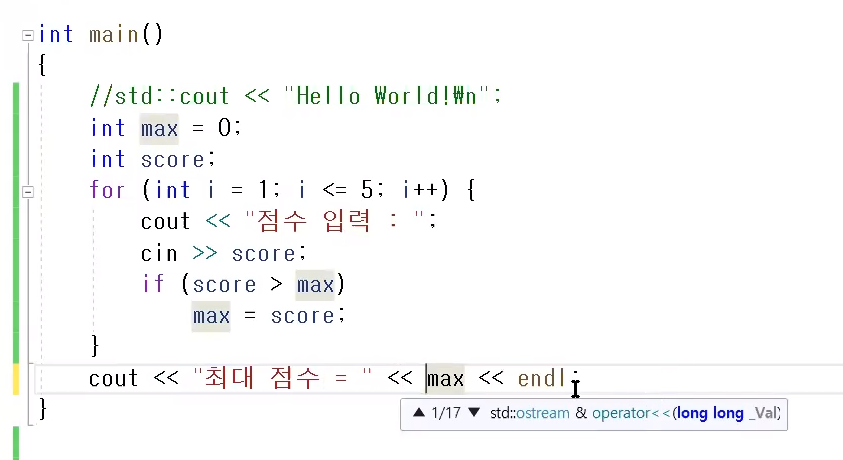 int main()
{
//std::cout << "Hello World!₩n";
int max = 0;
int score;
for (int i = 1; i <= 5; i++) {
cout << "점수 입력 : ";
cin >> score;
if (score > max)
max = score;
}
cout << "최대 점수 = " << max << endl;
}
▲ 1/17 ▼ std::ostream & operator<<(long long _Val)